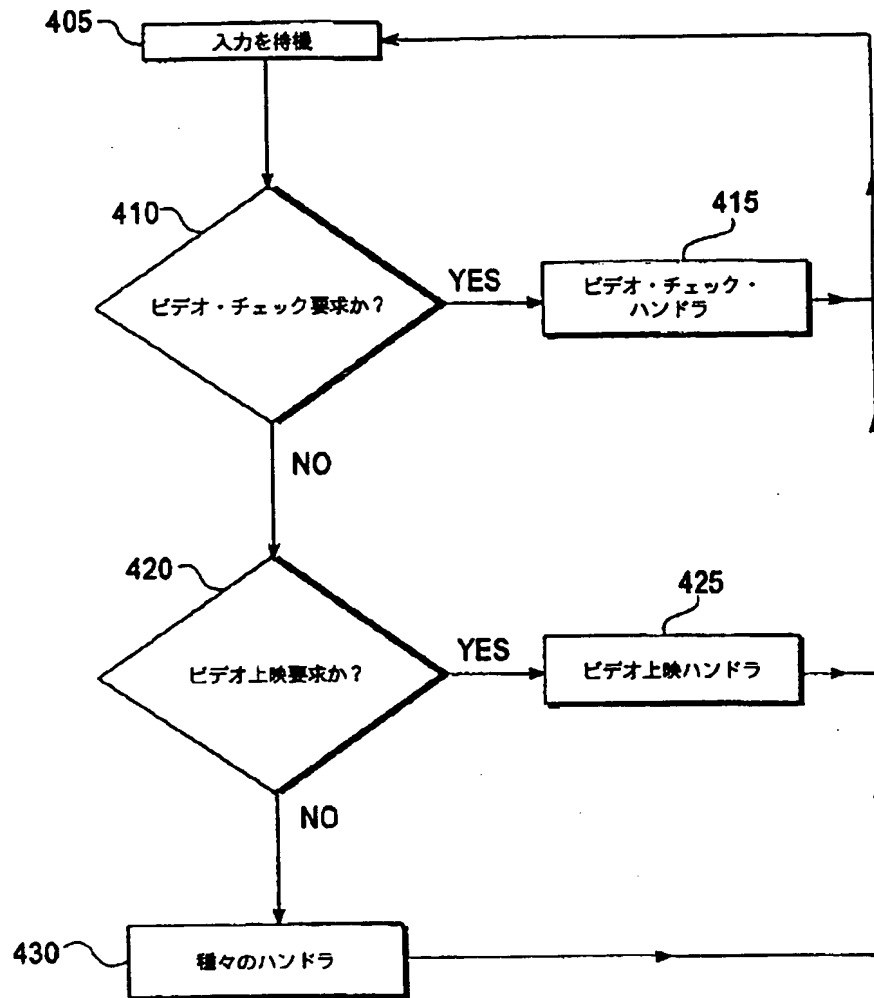 405
入力を待機
410
ビデオ・チェック要求か？
YES
415
ビデオ・チェック・
ハンドラ
NO
420
ビデオ上映要求か？
YES
425
ビデオ上映ハンドラ
NO
430
種々のハンドラ